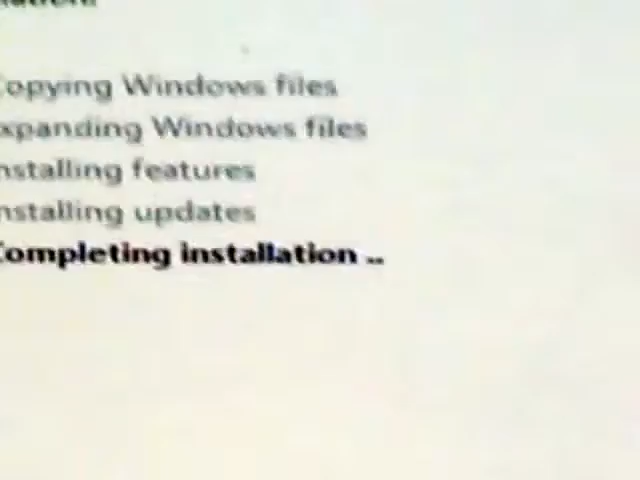 opying Windows files
xpanding Windows files
nstalling features
nstalling updates
Completing installation ..